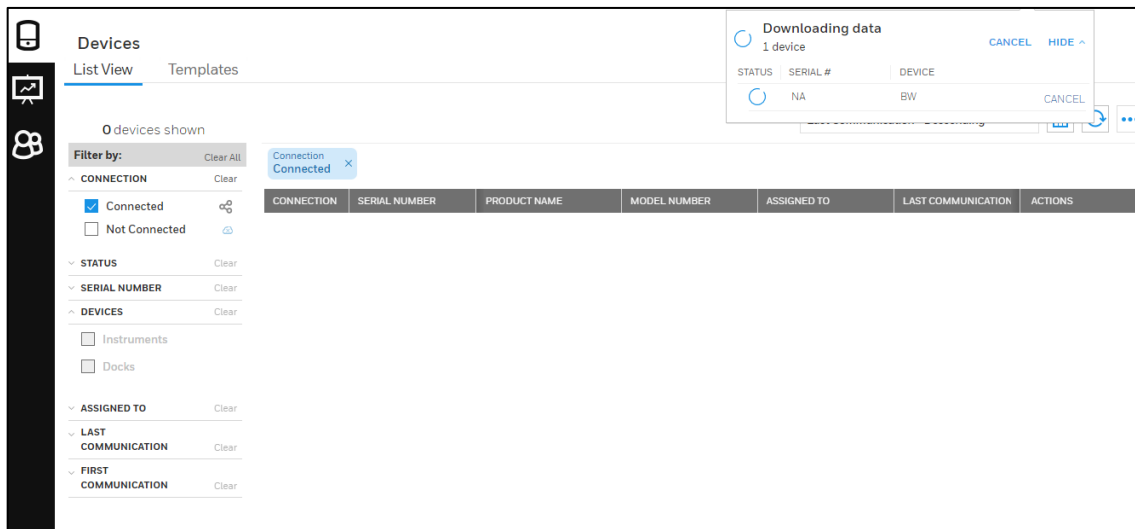 Devices
List View Templates
Downloading data
1 device
CANCEL HIDE
STATUS SERIAL # DEVICE
NA BW CANCEL
0 devices shown
Filter by: Clear All
CONNECTION Clear
Connected
Not Connected
STATUS Clear
SERIAL NUMBER Clear
DEVICES Clear
Instruments
Docks
ASSIGNED TO Clear
LAST
COMMUNICATION Clear
FIRST
COMMUNICATION Clear
Connection
Connected
CONNECTION SERIAL NUMBER PRODUCT NAME MODEL NUMBER ASSIGNED TO LAST COMMUNICATION ACTIONS